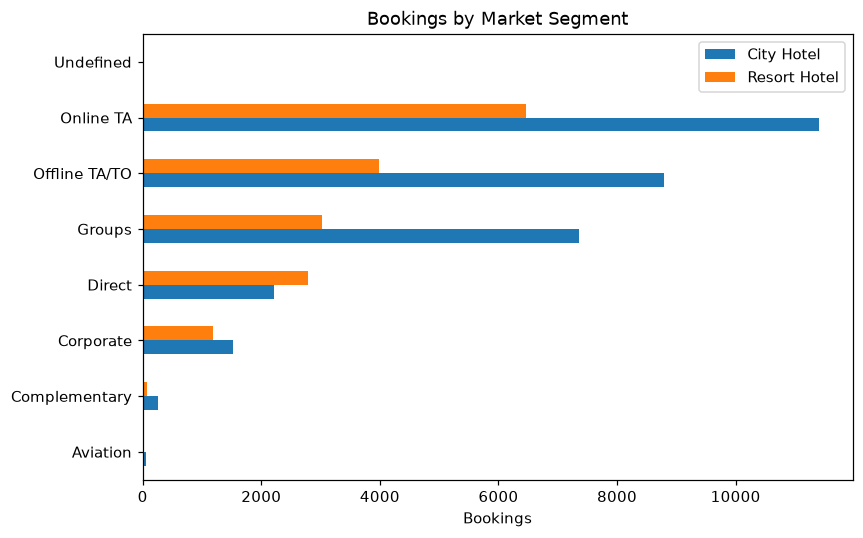 Bookings by Market Segment
City Hotel
Resort Hotel
Undefined
Online TA
Offline TA/TO
Groups
Direct
Corporate
Complementary
Aviation
0 2000 4000 6000 8000 10000
Bookings